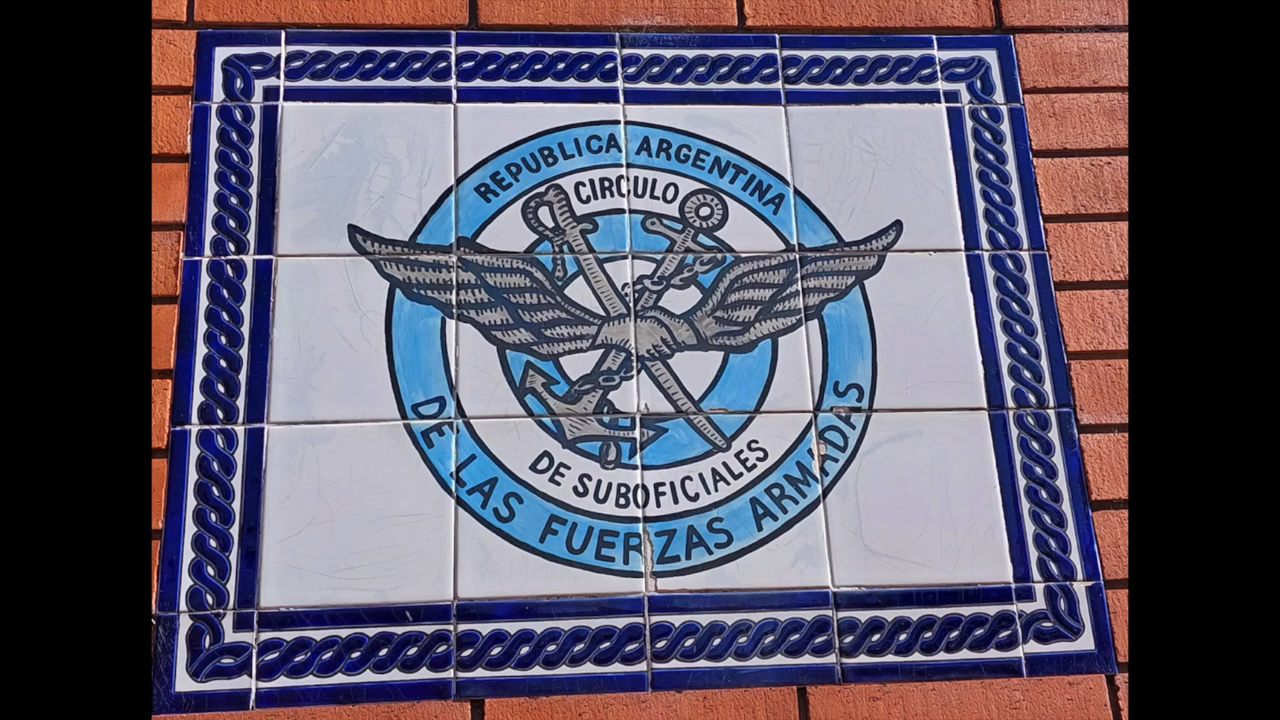 REPUBLICA ARGENTINA
CIRCULO
DE SUBOFICIALES
DE LAS FUERZAS ARMADAS